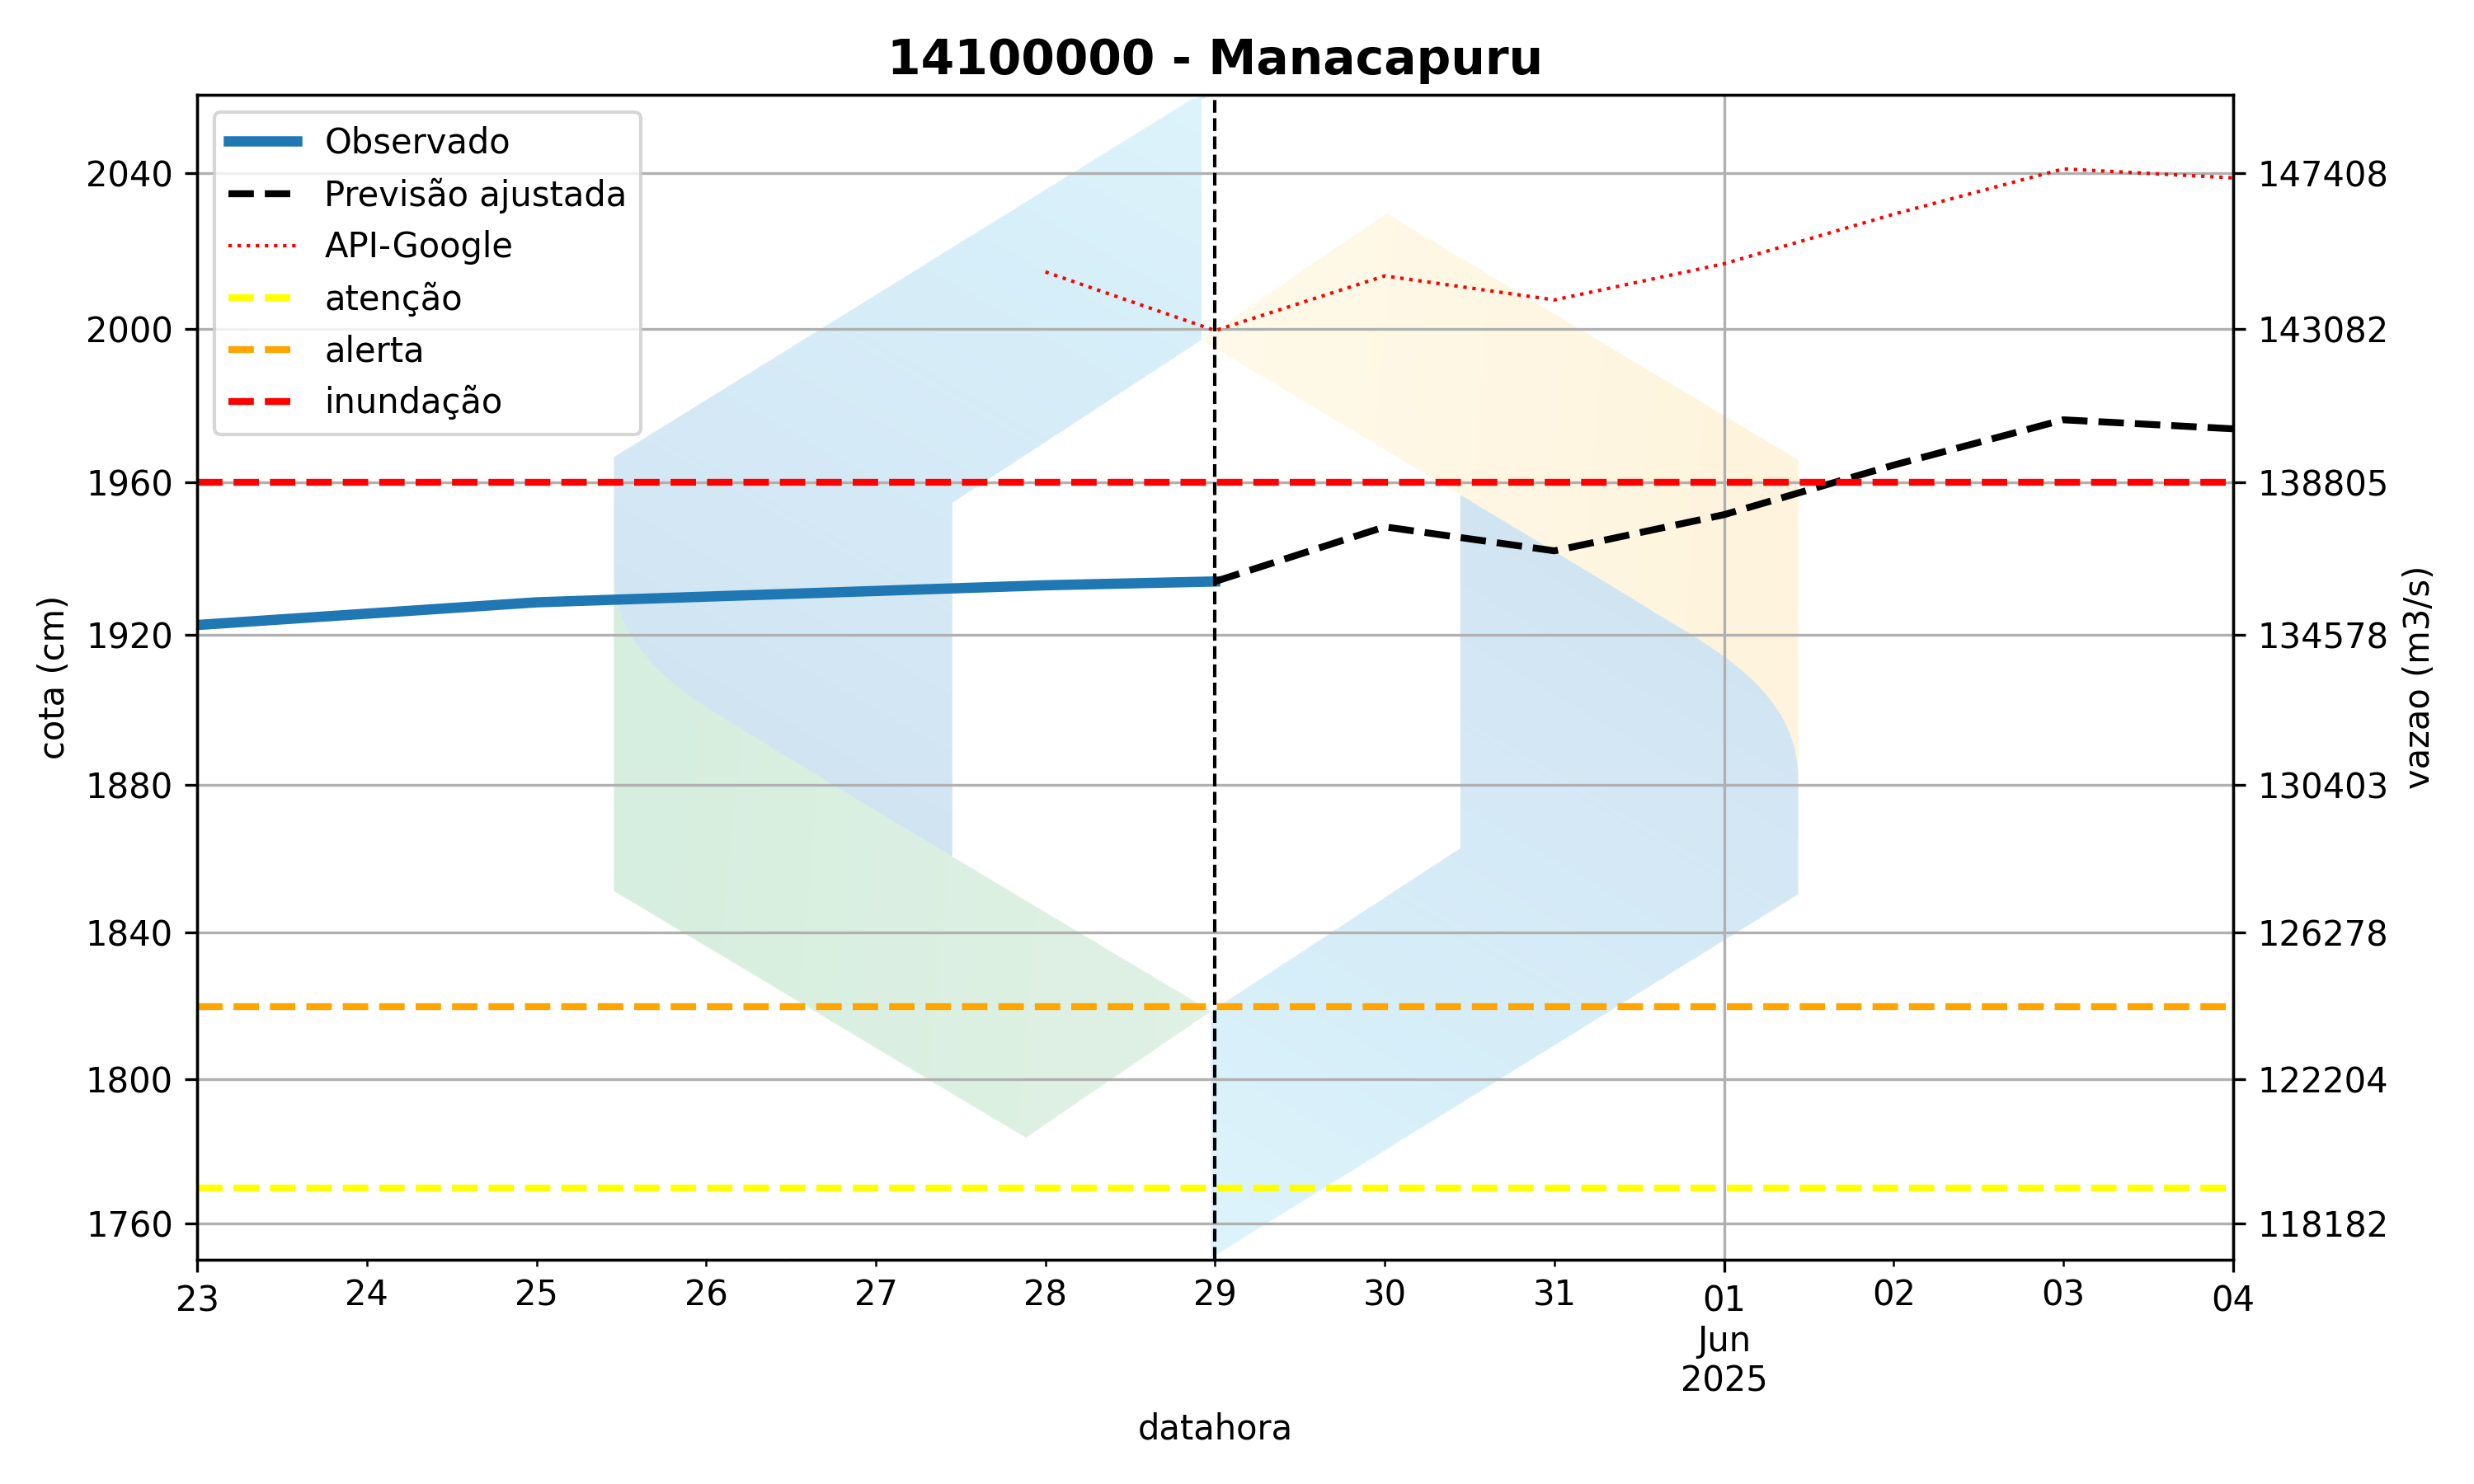 14100000 - Manacapuru
Observado
Previsão ajustada
API-Google
atenção
alerta
inundação
2040
2000
1960
1920
1880
1840
1800
1760
cota (cm)
147408
143082
138805
134578
130403
126278
122204
118182
vazao (m3/s)
23 24 25 26 27 28 29 30 31 01 02 03 04
Jun
2025
datahora